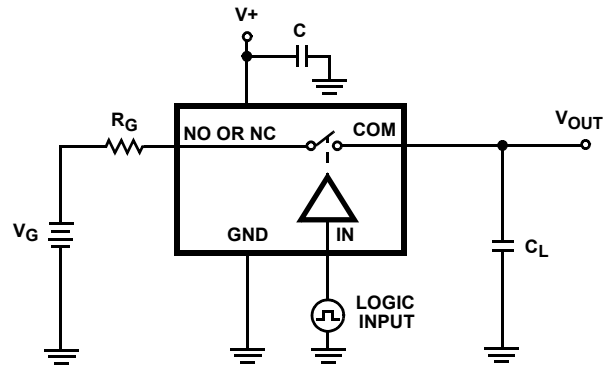 V+
C
RG
NO OR NC
COM
VOUT
VG
GND
IN
CL
LOGIC
INPUT